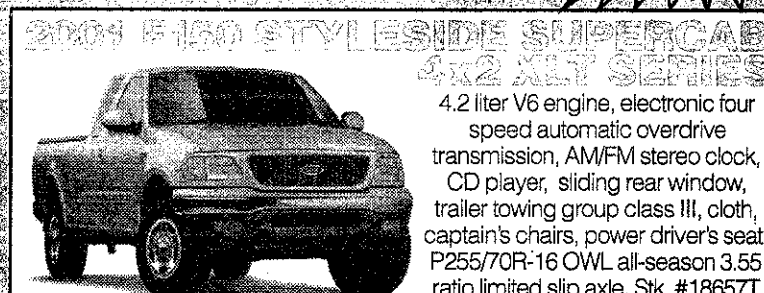 2001 F-150 STYLESIDE SUPERCAB
4x2 XLT SERIES
4.2 liter V6 engine, electronic four
speed automatic overdrive
transmission, AM/FM stereo clock,
CD player, sliding rear window,
trailer towing group class III, cloth,
captain's chairs, power driver's seat
P255/70R-16 OWL all-season 3.55
ratio limited slip axle. Stk. #18657T